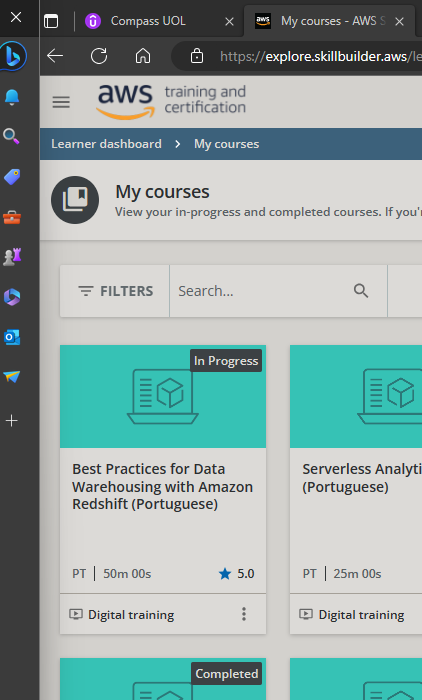 Compass UOL
My courses - AWS S
https://explore.skillbuilder.aws/le
aws training and
certification
Learner dashboard > My courses
My courses
View your in-progress and completed courses. If you'r
FILTERS
Search...
In Progress
Best Practices for Data
Warehousing with Amazon
Redshift (Portuguese)
PT | 50m 00s
5.0
Digital training
Serverless Analyti
(Portuguese)
PT | 25m 00s
Digital training
Completed